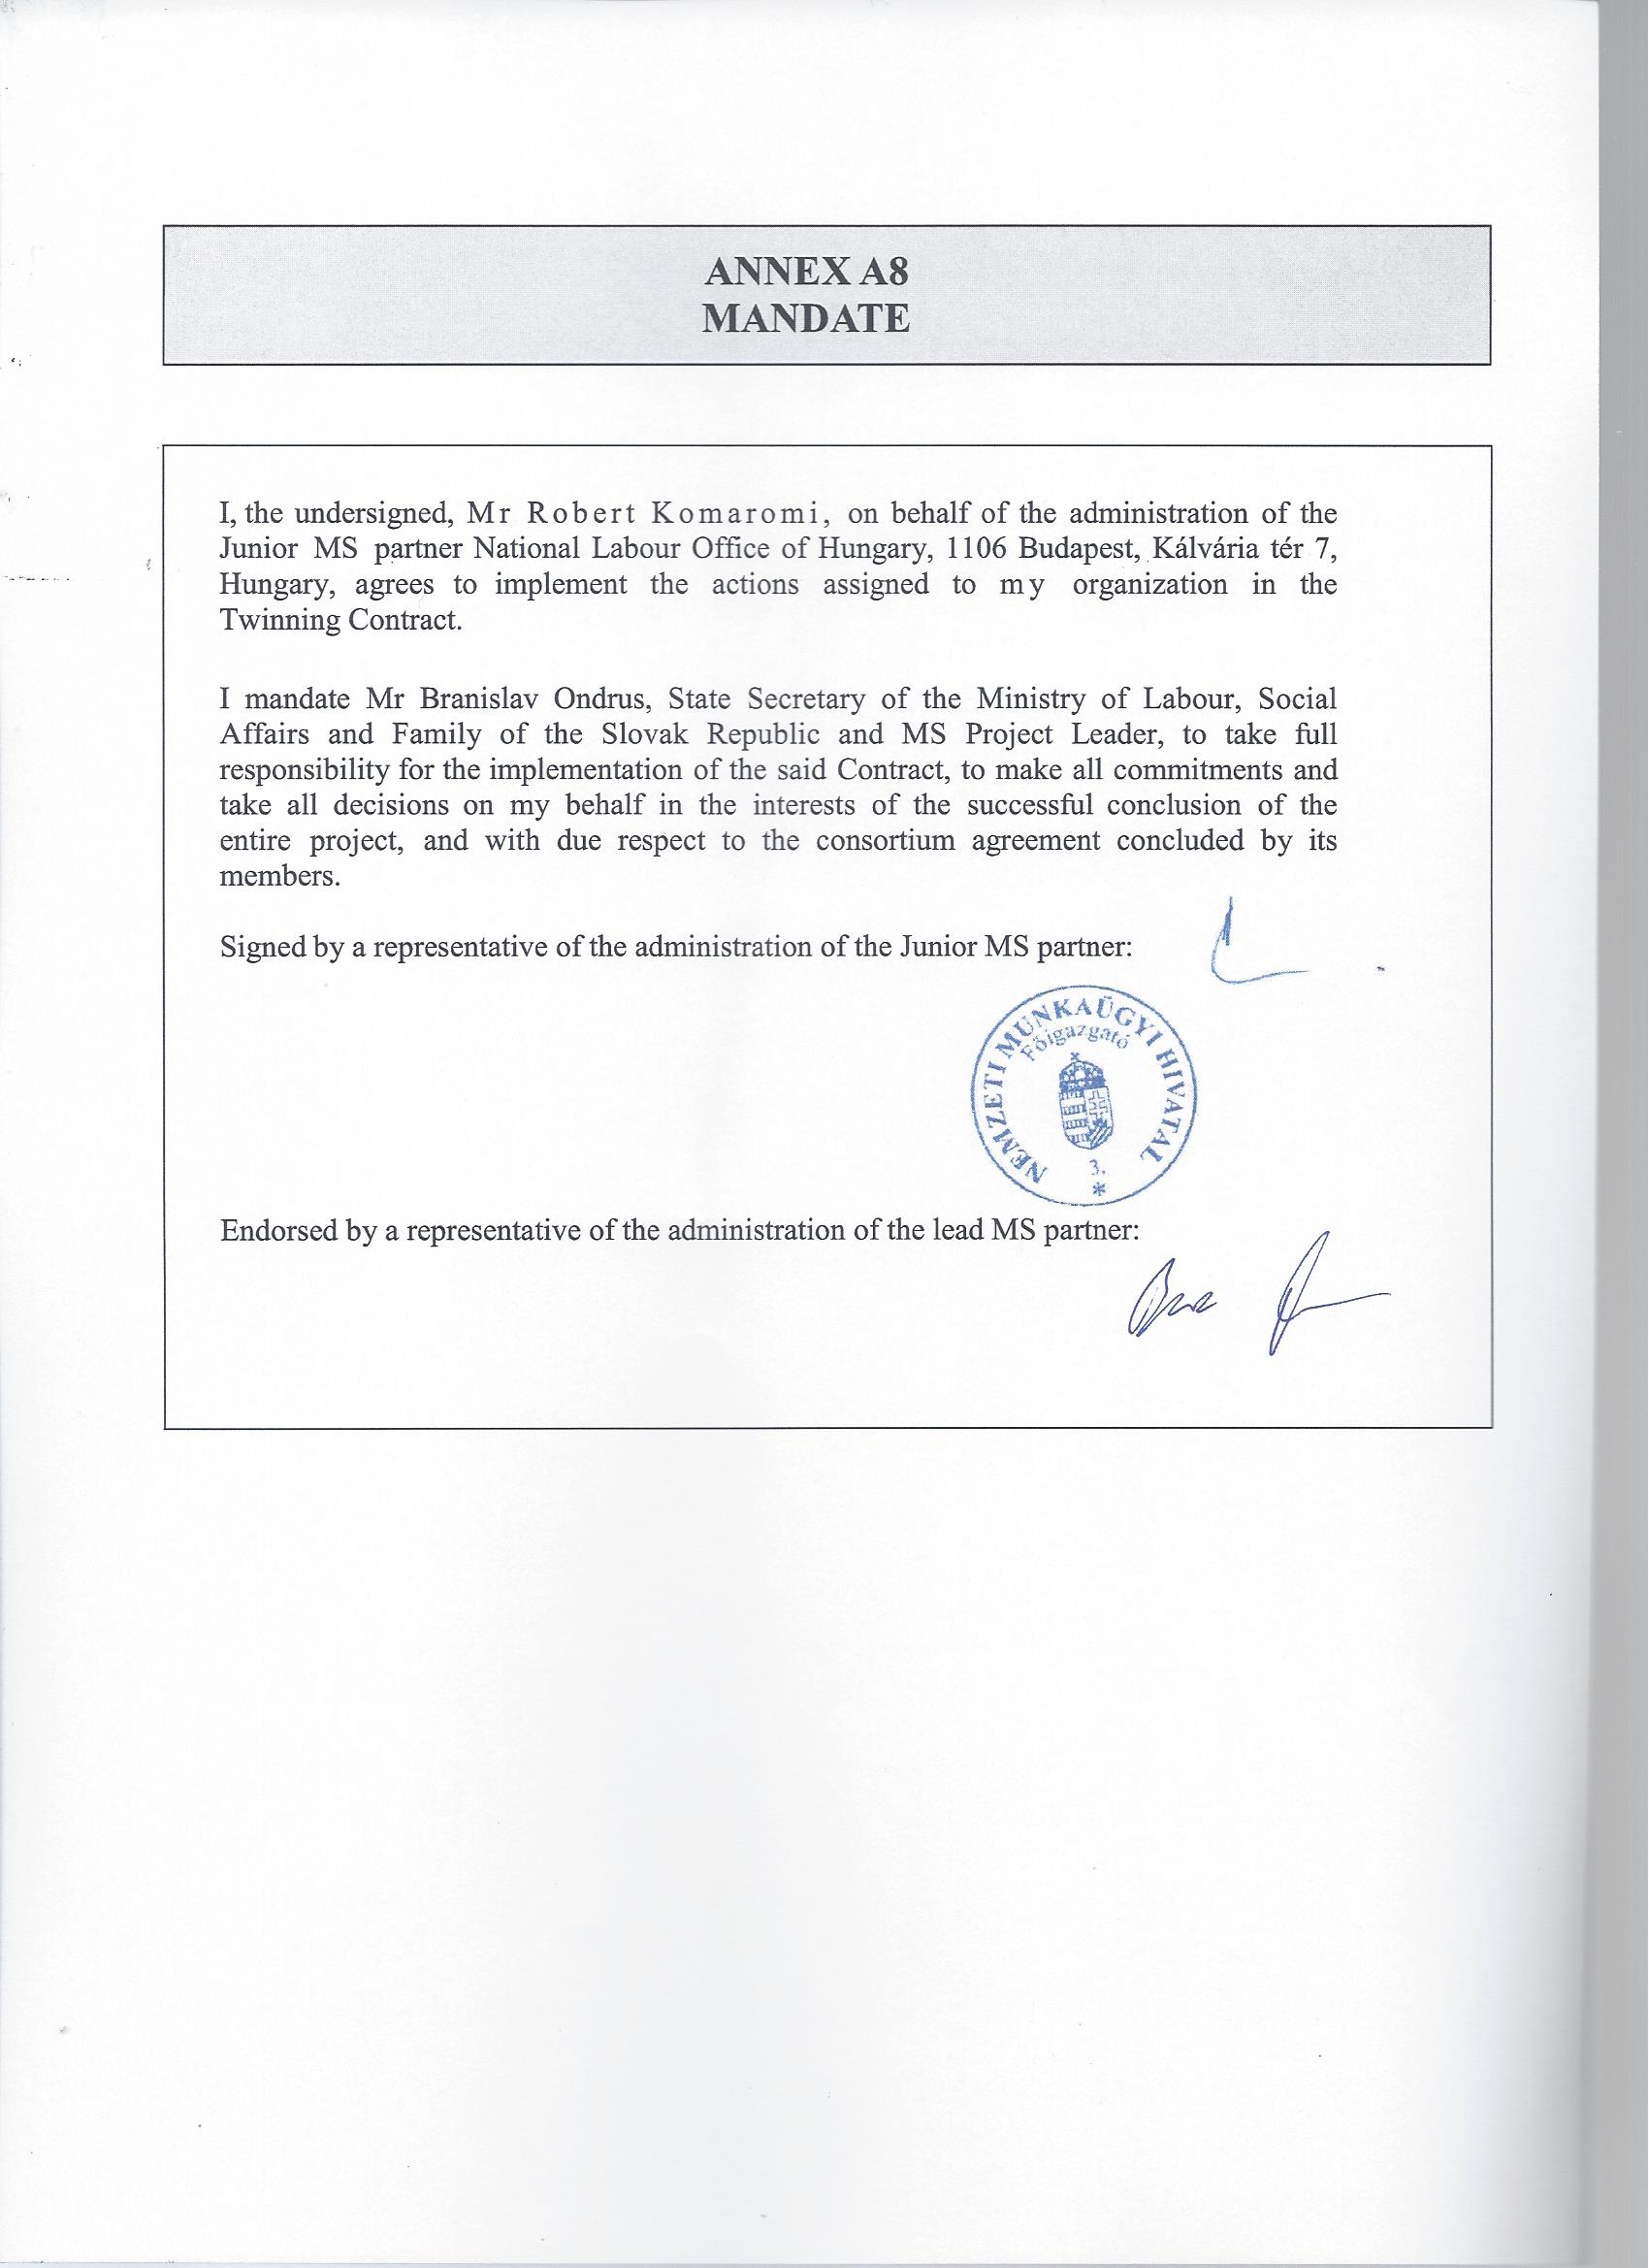 ANNEX A8
MANDATE
I, the undersigned, Mr Robert Komaromi, on behalf of the administration of the
Junior MS partner National Labour Office of Hungary, 1106 Budapest, Kálvária tér 7,
Hungary, agrees to implement the actions assigned to my organization in the
Twinning Contract.
I mandate Mr Branislav Ondrus, State Secretary of the Ministry of Labour, Social
Affairs and Family of the Slovak Republic and MS Project Leader, to take full
responsibility for the implementation of the said Contract, to make all commitments and
take all decisions on my behalf in the interests of the successful conclusion of the
entire project, and with due respect to the consortium agreement concluded by its
members.
Signed by a representative of the administration of the Junior MS partner:
NEMZETI MUNKAÜGYI HIVATAL
Főigazgató
3.
*
Endorsed by a representative of the administration of the lead MS partner: